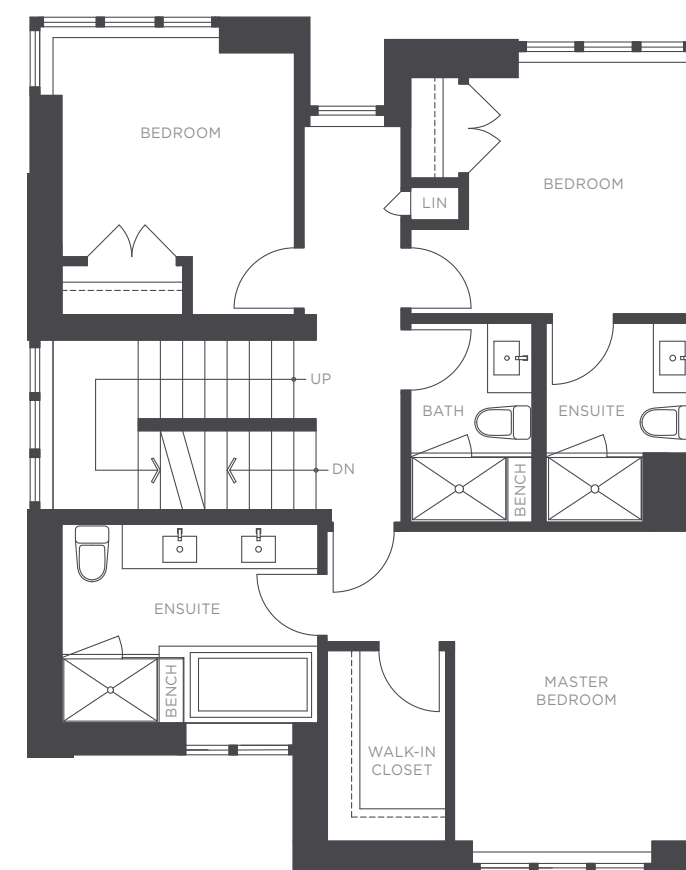 BEDROOM
BEDROOM
LIN
UP
BATH
ENSUITE
DN
BENCH
ENSUITE
BENCH
MASTER
BEDROOM
WALK-IN
CLOSET